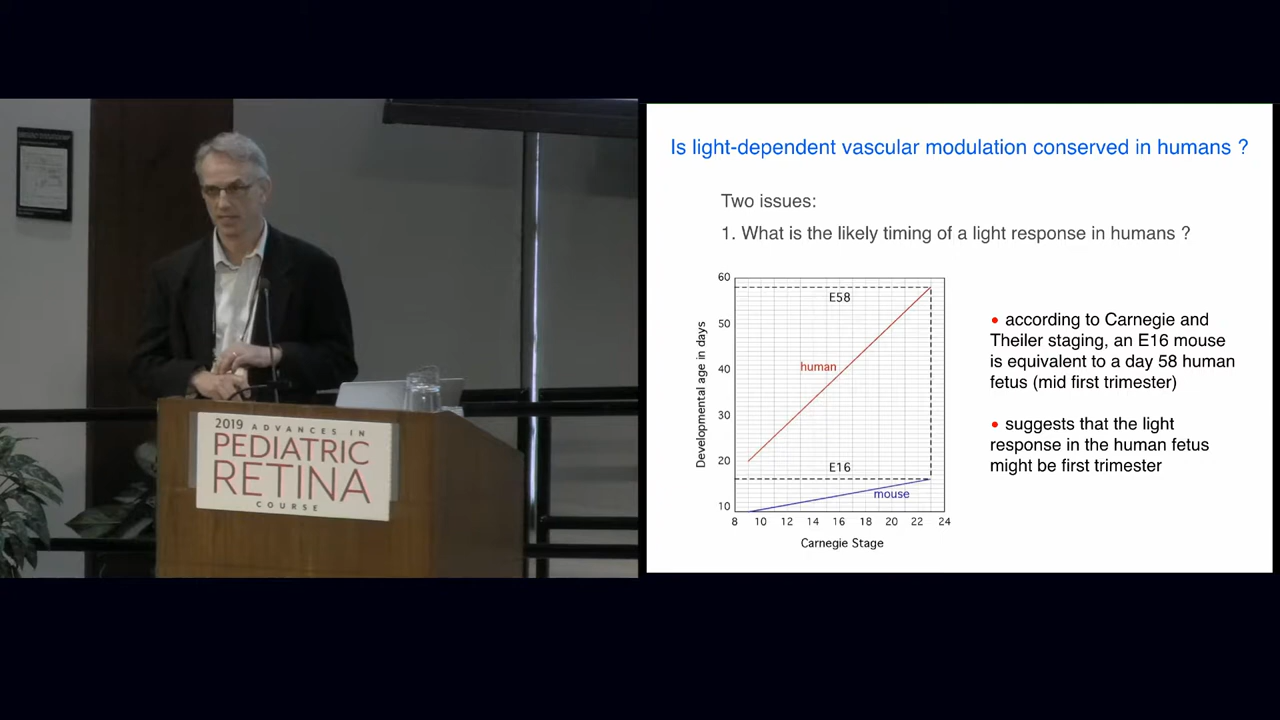 2019 ADVANCES IN
PEDIATRIC
RETINA
COURSE
Is light-dependent vascular modulation conserved in humans ?
Two issues:
1. What is the likely timing of a light response in humans ?
60
50
40
30
20
10
Developmental age in days
E58
human
E16
mouse
8 10 12 14 16 18 20 22 24
Carnegie Stage
• according to Carnegie and
Theiler staging, an E16 mouse
is equivalent to a day 58 human
fetus (mid first trimester)
• suggests that the light
response in the human fetus
might be first trimester